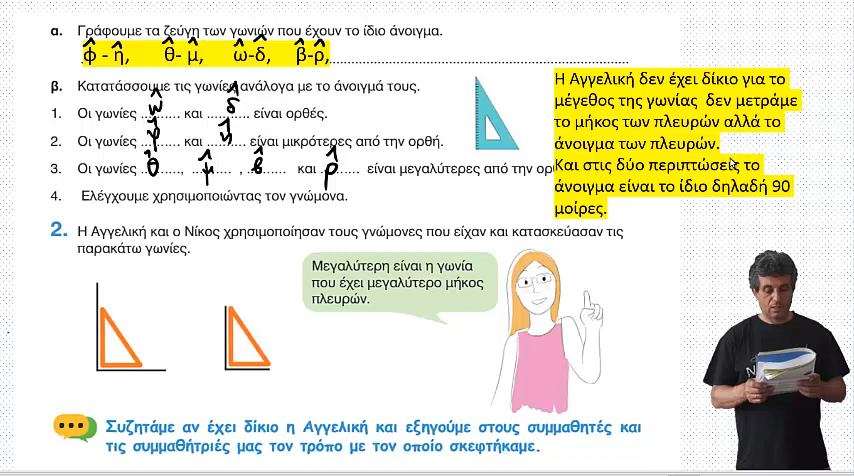 α. Γράφουμε τα ζεύγη των γωνιών που έχουν το ίδιο άνοιγμα.
φ̂ - η̂, θ̂- μ̂, ω̂-δ̂, β̂-ρ̂,
β. Κατατάσσουμε τις γωνίες ανάλογα με το άνοιγμά τους.
1. Οι γωνίες ω̂ και δ̂ είναι ορθές.
2. Οι γωνίες φ̂ και η̂ είναι μικρότερες από την ορθή.
3. Οι γωνίες θ̂, μ̂, β̂ και ρ̂ είναι μεγαλύτερες από την
4. Ελέγχουμε χρησιμοποιώντας τον γνώμονα.
Η Αγγελική δεν έχει δίκιο για το
μέγεθος της γωνίας δεν μετράμε
το μήκος των πλευρών αλλά το
άνοιγμα των πλευρών.
Και στις δύο περιπτώσεις το
άνοιγμα είναι το ίδιο δηλαδή 90
μοίρες.
2. Η Αγγελική και ο Νίκος χρησιμοποίησαν τους γνώμονες που είχαν και κατασκεύασαν τις
παρακάτω γωνίες.
Μεγαλύτερη είναι η γωνία
που έχει μεγαλύτερο μήκος
πλευρών.
Συζητάμε αν έχει δίκιο η Αγγελική και εξηγούμε στους συμμαθητές και
τις συμμαθήτριές μας τον τρόπο με τον οποίο σκεφτήκαμε.